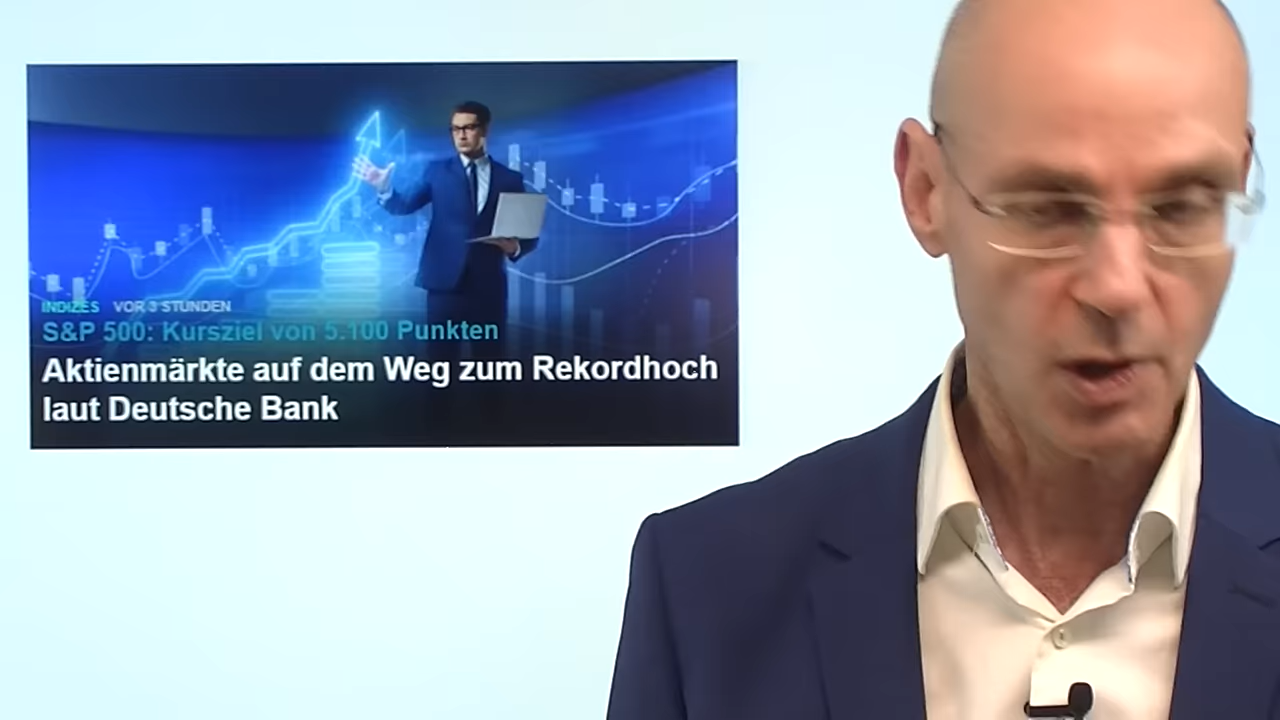 INDIZES VOR 3 STUNDEN
S&P 500: Kursziel von 5.100 Punkten
Aktienmärkte auf dem Weg zum Rekordhoch
laut Deutsche Bank